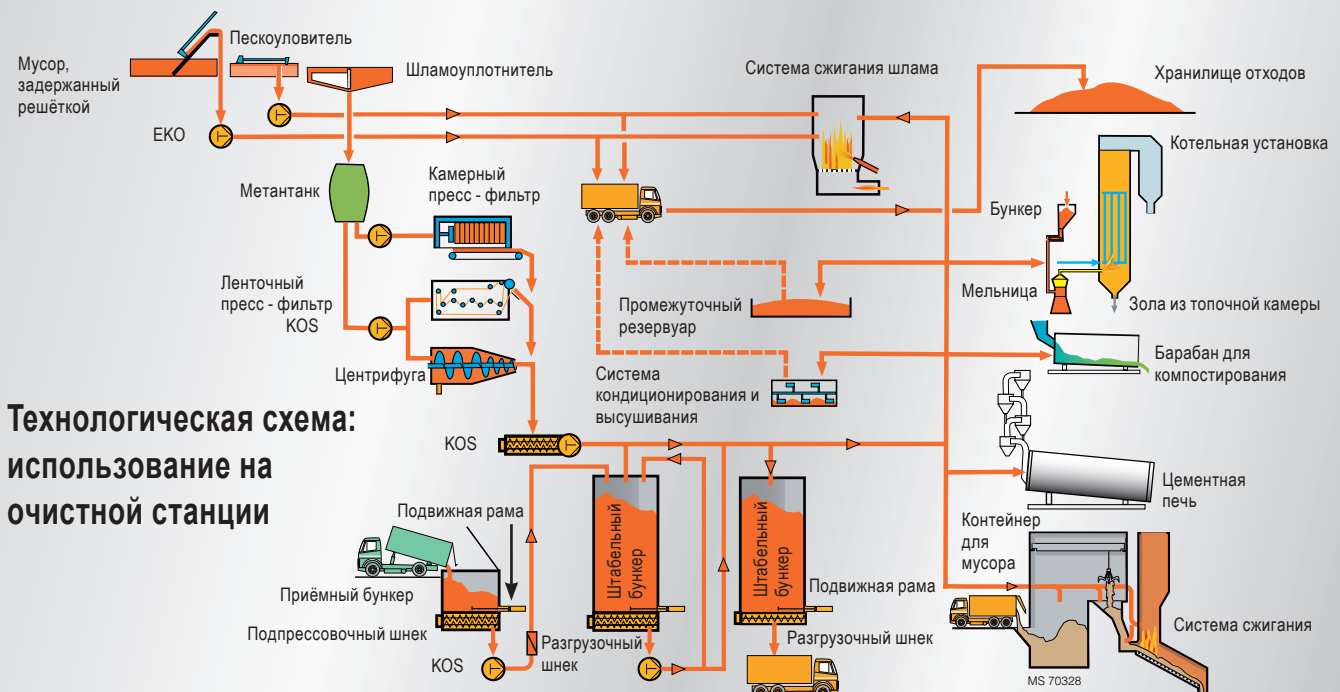 Мусор,
задержанный
решёткой
Пескоуловитель
Шламоуплотнитель
EKO
Метантанк
Камерный
пресс - фильтр
Ленточный
пресс - фильтр
KOS
Центрифуга
Система сжигания шлама
Хранилище отходов
Котельная установка
Бункер
Мельница
Зола из топочной камеры
Промежуточный
резервуар
Барабан для
компостирования
Система
кондиционирования и
высушивания
Технологическая схема:
использование на
очистной станции
KOS
Цементная
печь
Подвижная рама
Приёмный бункер
Подпрессовочный шнек
KOS
Разгрузочный
шнек
Штабельный
бункер
Штабельный
бункер
Подвижная рама
Разгрузочный шнек
Контейнер
для
мусора
Система сжигания
MS 70328